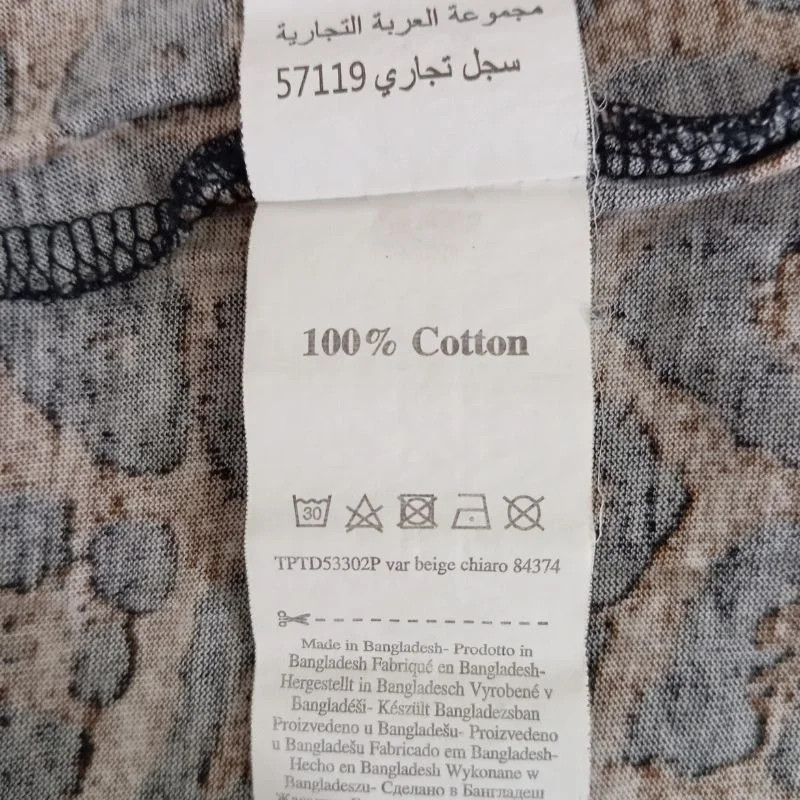 مجموعة العربة التجارية
سجل تجاري 57119
100% Cotton
30
TPTD53302P var beige chiaro 84374
Made in Bangladesh- Prodotto in
Bangladesh Fabriqué en Bangladesh-
Hergestellt in Bangladesch Vyrobené v
Bangladéši- Készült Bangladezsban
Proizvedeno u Bangladešu- Proizvedeno
u Bangladešu Fabricado em Bangladesh-
Hecho en Bangladesh Wykonane w
Bangladeszu- Сделано в Бангладеш